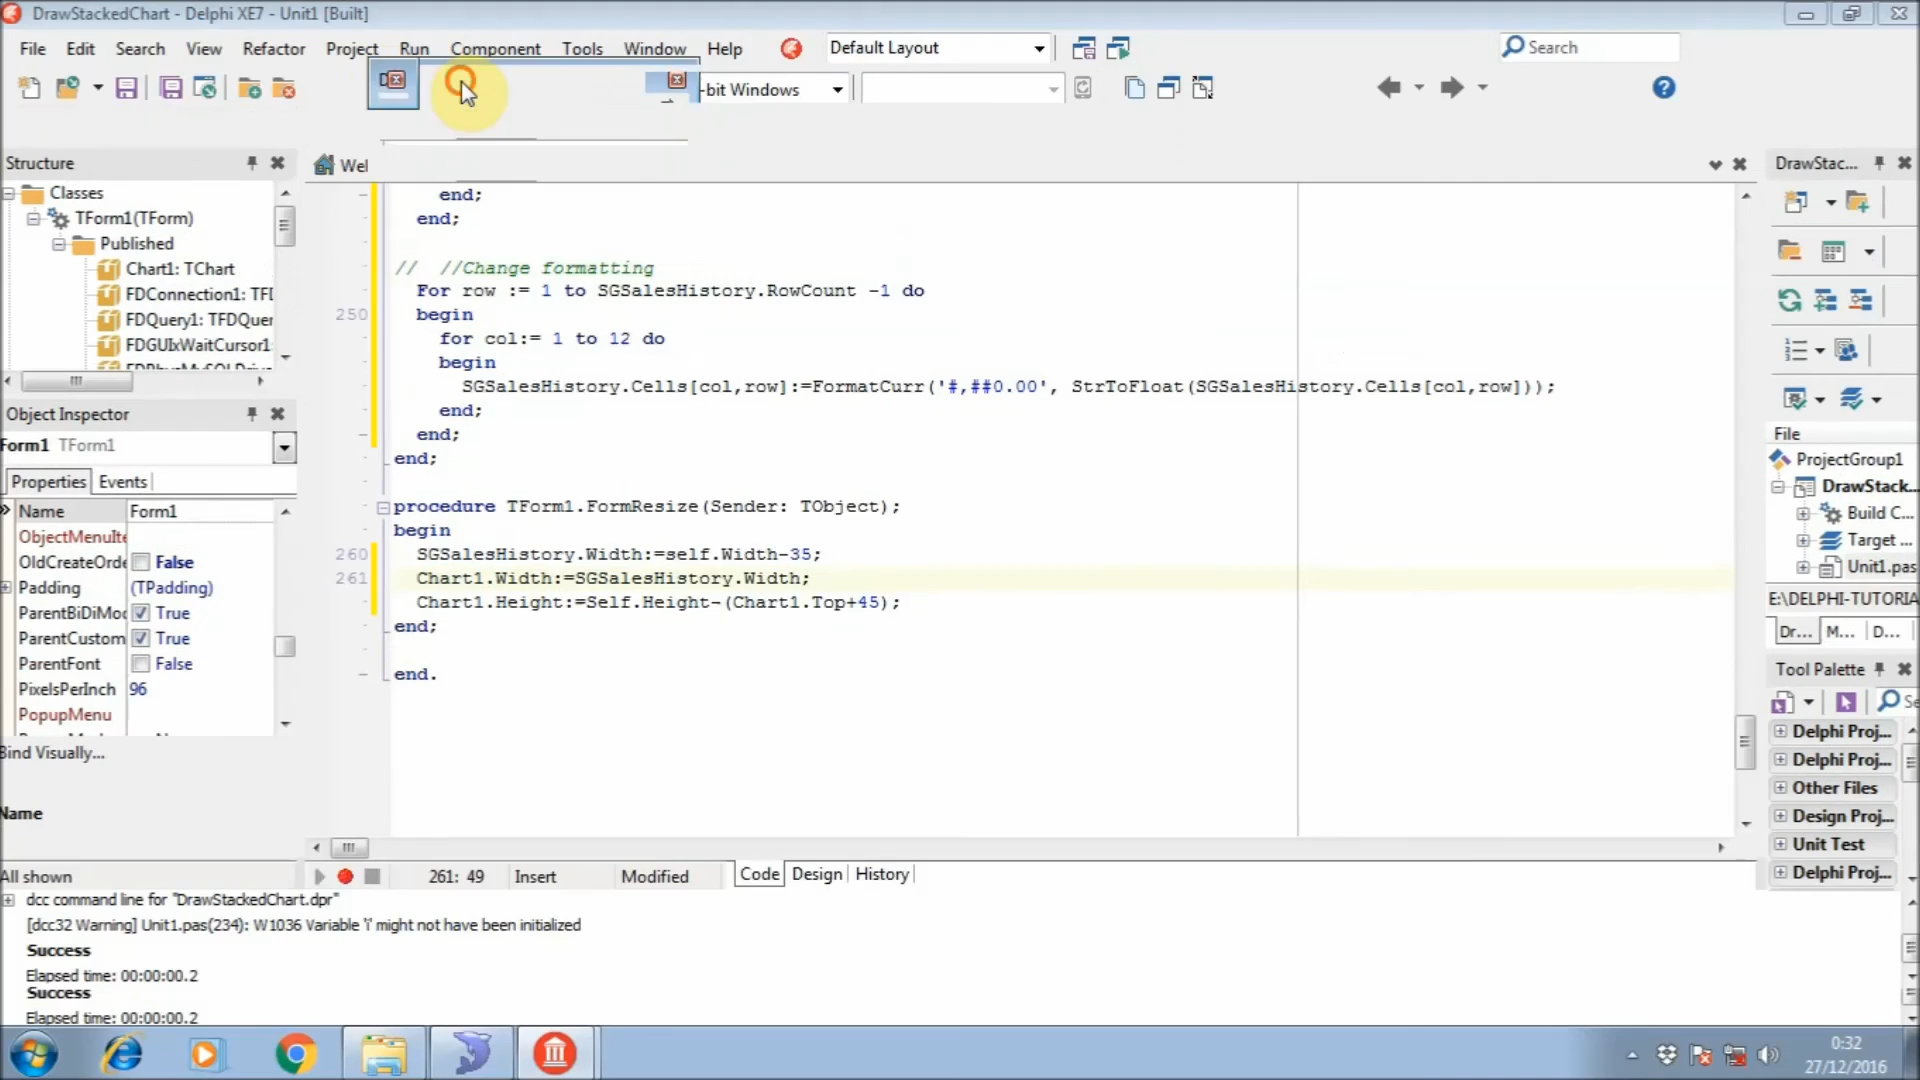 DrawStackedChart - Delphi XE7 - Unit1 [Built]
File Edit Search View Refactor Project Run Component Tools Window Help
Default Layout
Search
-bit Windows
Structure
Classes
TForm1(TForm)
Published
Chart1: TChart
FDConnection1: TFD
FDQuery1: TFDQuer
FDGUIxWaitCursor1:
Object Inspector
Form1 TForm1
Properties Events
Name Form1
ObjectMenuIte
OldCreateOrde False
Padding (TPadding)
ParentBiDiMod True
ParentCustom True
ParentFont False
PixelsPerInch 96
PopupMenu
Bind Visually...
Name
All shown
Wel
end;
end;
// //Change formatting
For row := 1 to SGSalesHistory.RowCount -1 do
250 begin
for col:= 1 to 12 do
begin
SGSalesHistory.Cells[col,row]:=FormatCurr('#,##0.00', StrToFloat(SGSalesHistory.Cells[col,row]));
end;
end;
end;
procedure TForm1.FormResize(Sender: TObject);
begin
260 SGSalesHistory.Width:=self.Width-35;
261 Chart1.Width:=SGSalesHistory.Width;
Chart1.Height:=Self.Height-(Chart1.Top+45);
end;
end.
261: 49 Insert Modified Code Design History
DrawStac...
File
ProjectGroup1
DrawStack...
Build C...
Target ...
Unit1.pas
E:\DELPHI-TUTORIA
Dr... M... D...
Tool Palette
Se
Delphi Proj...
Delphi Proj...
Other Files
Design Proj...
Unit Test
Delphi Proj...
dcc command line for "DrawStackedChart.dpr"
[dcc32 Warning] Unit1.pas(234): W1036 Variable 'i' might not have been initialized
Success
Elapsed time: 00:00:00.2
Success
Elapsed time: 00:00:00.2
0:32
27/12/2016